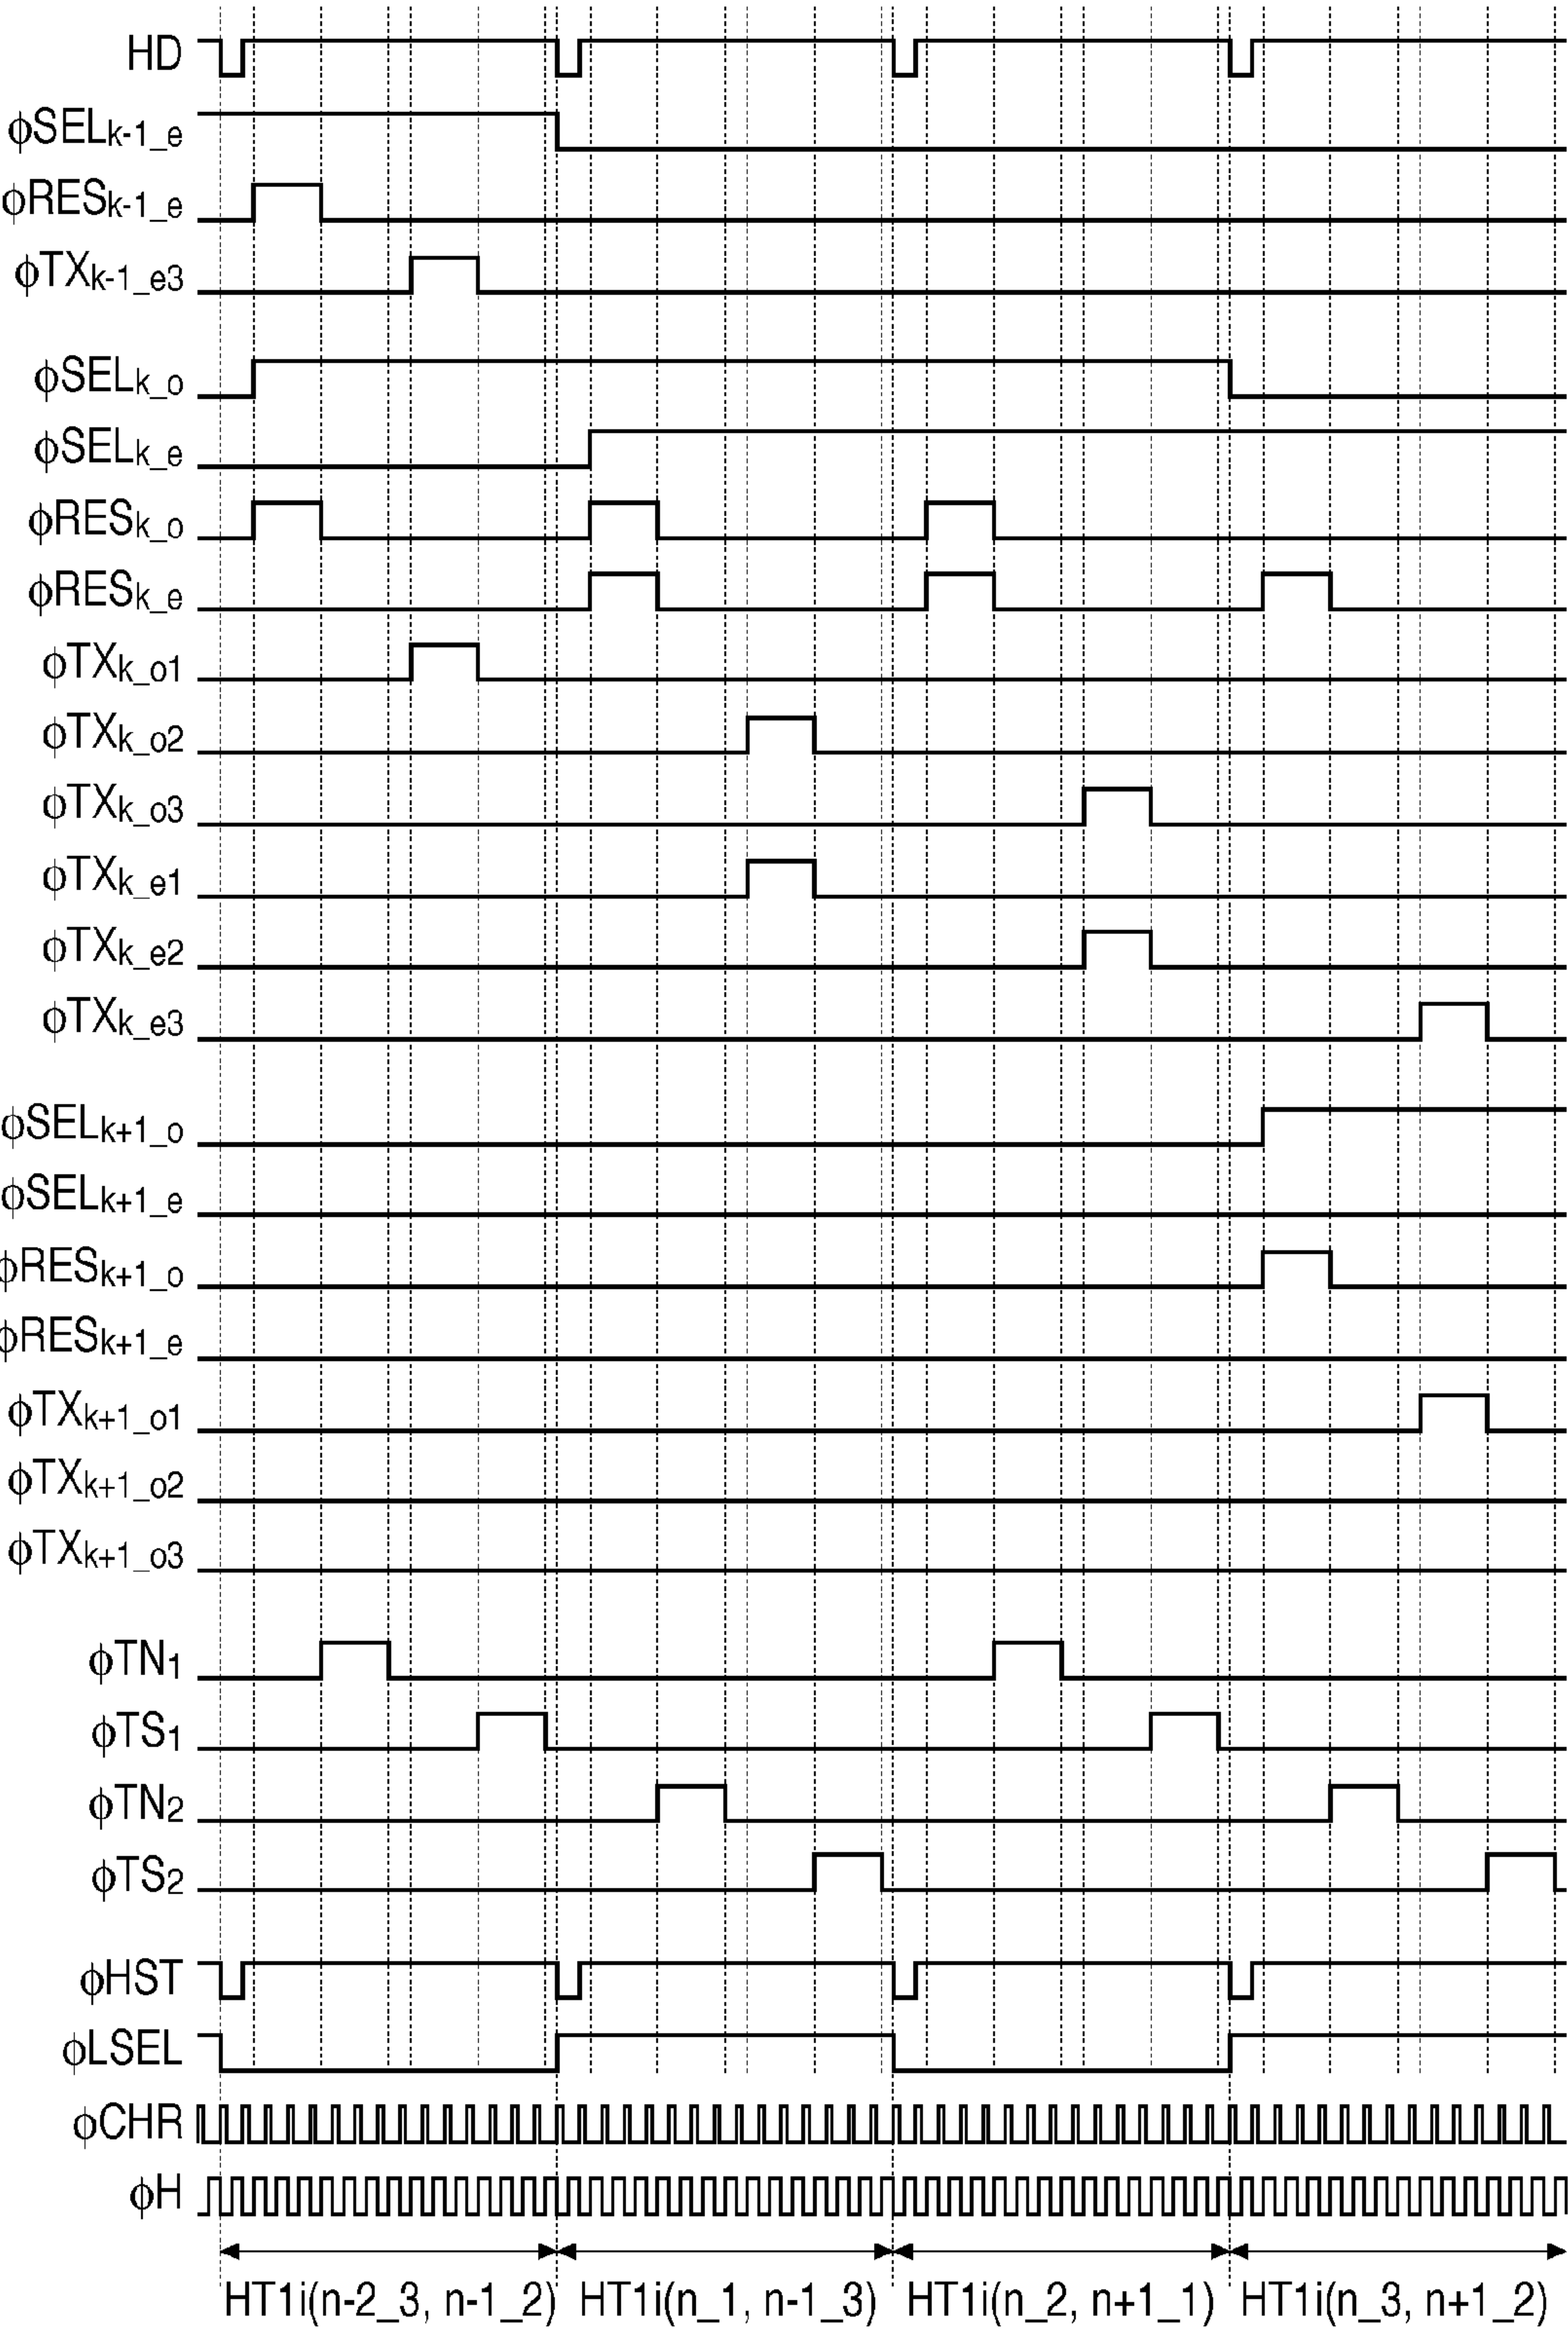 HD
ϕSELk-1_e
ϕRESk-1_e
ϕTXk-1_e3
ϕSELk_o
ϕSELk_e
ϕRESk_o
ϕRESk_e
ϕTXk_o1
ϕTXk_o2
ϕTXk_o3
ϕTXk_e1
ϕTXk_e2
ϕTXk_e3
ϕSELk+1_o
ϕSELk+1_e
ϕRESk+1_o
ϕRESk+1_e
ϕTXk+1_o1
ϕTXk+1_o2
ϕTXk+1_o3
ϕTN1
ϕTS1
ϕTN2
ϕTS2
ϕHST
ϕLSEL
ϕCHR
ϕH
HT1i(n-2_3, n-1_2) HT1i(n_1, n-1_3) HT1i(n_2, n+1_1) HT1i(n_3, n+1_2)